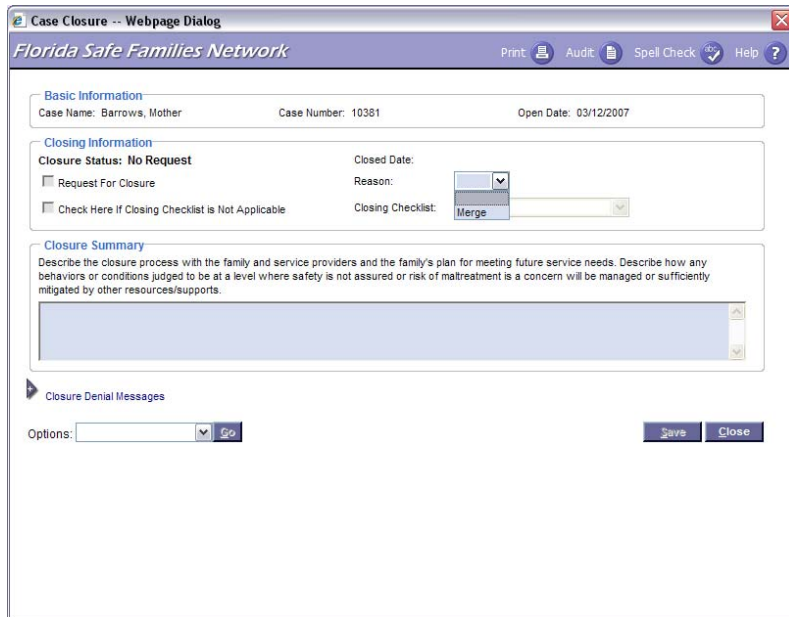 Case Closure -- Webpage Dialog
Florida Safe Families Network
Print Audit abc Spell Check Help ?
Basic Information
Case Name: Barrows, Mother Case Number: 10381 Open Date: 03/12/2007
Closing Information
Closure Status: No Request Closed Date:
Request For Closure Reason:
Check Here If Closing Checklist is Not Applicable Closing Checklist:
Merge
Closure Summary
Describe the closure process with the family and service providers and the family's plan for meeting future service needs. Describe how any
behaviors or conditions judged to be at a level where safety is not assured or risk of maltreatment is a concern will be managed or sufficiently
mitigated by other resources/supports.
Closure Denial Messages
Options: Go Save Close